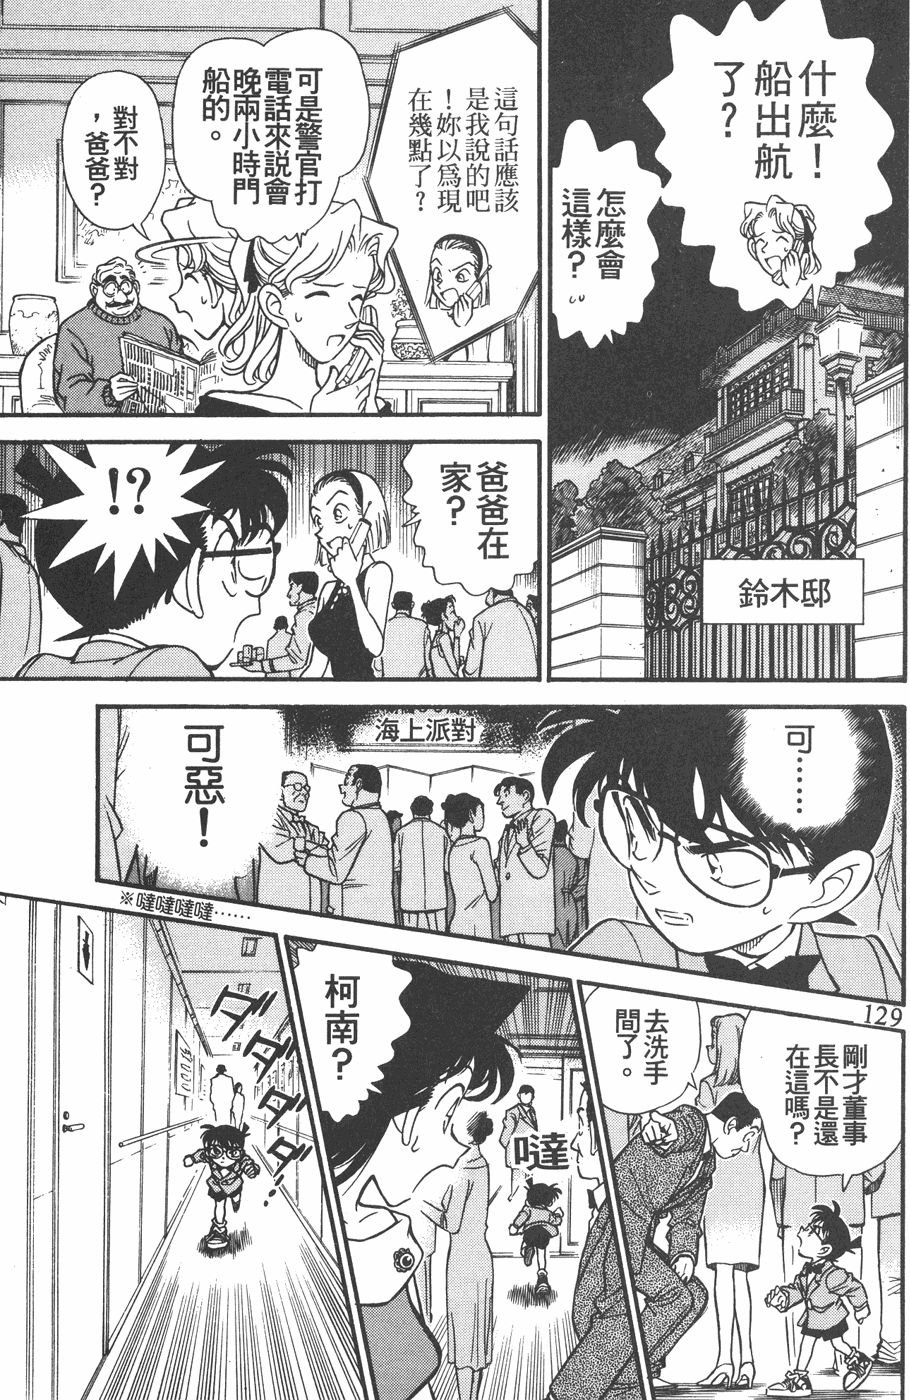 什麼！
船出航
了？
怎麼會
這樣？
鈴木邸
這句話應該
是我說的吧
！妳以為現
在幾點了？
可是警官打
電話來說會
晚兩小時開
船的。
對不對
，爸爸？
爸爸在
家？
！？
可……
海上派對
可惡！
129
剛才董事
長不是還
在這嗎？
去洗手
間了。
噠
柯南？
※噠噠噠噠……
ダダダダ…